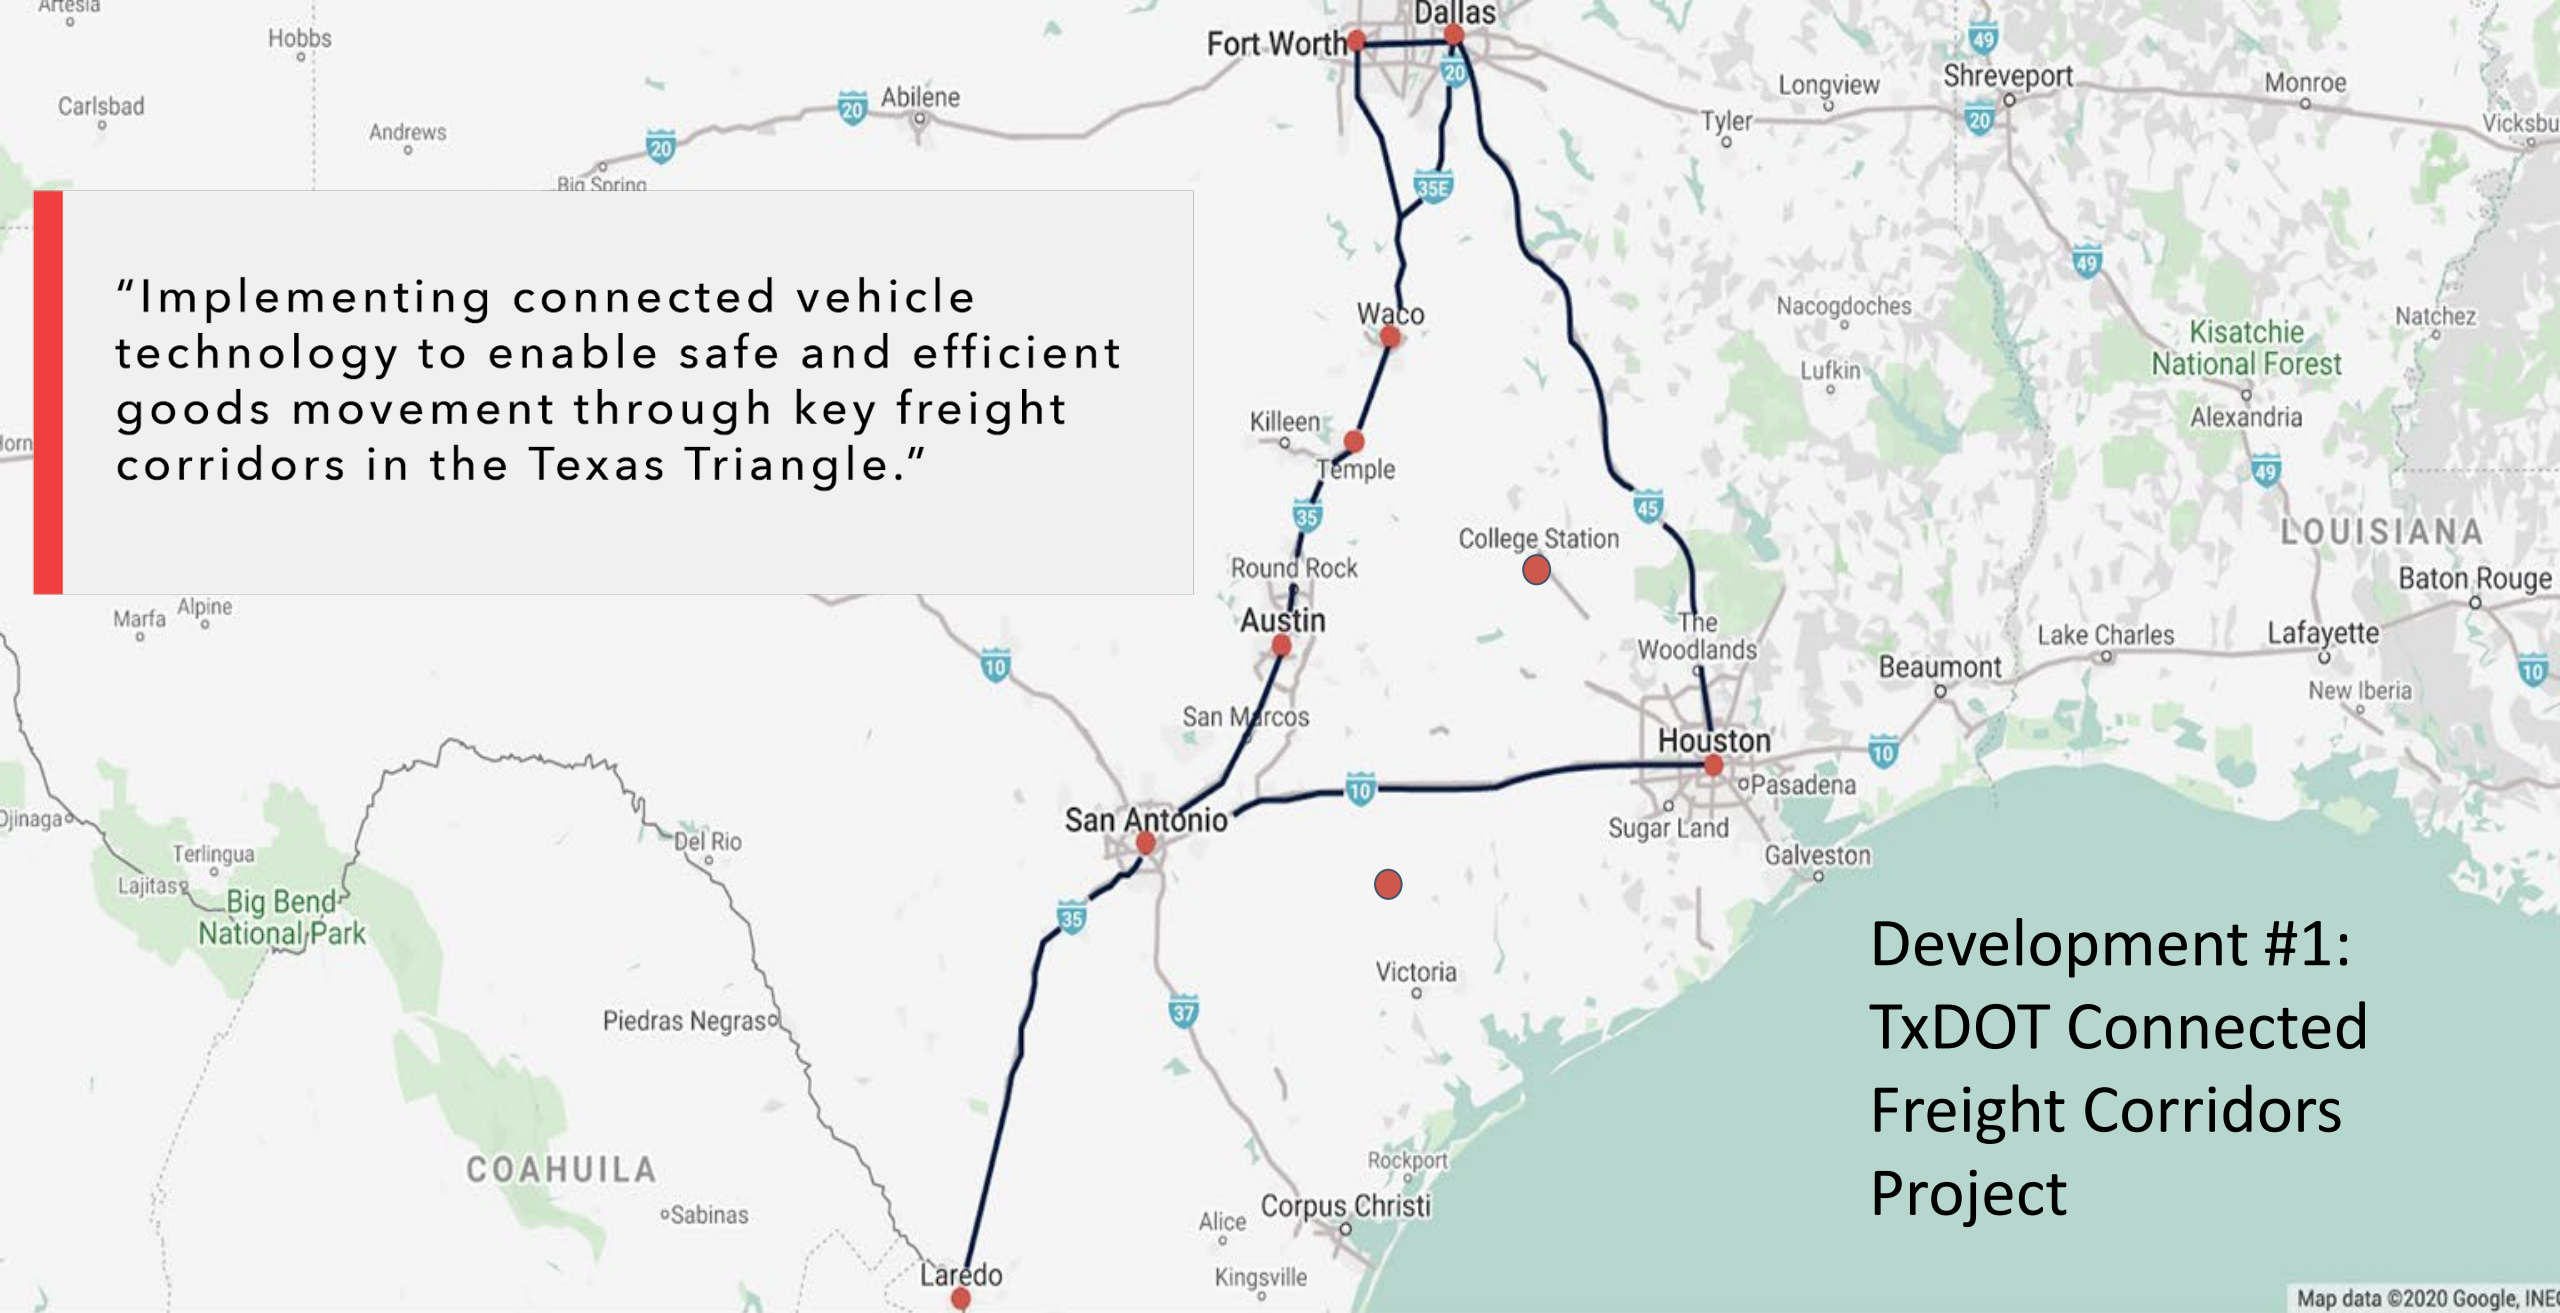 Artesia
Hobbs
Carlsbad
Andrews
20
20
Abilene
Big Spring
Fort Worth
Dallas
20
35E
Tyler
Longview
Shreveport
49
20
Monroe
Vicksbu
“Implementing connected vehicle
technology to enable safe and efficient
goods movement through key freight
corridors in the Texas Triangle.”
Horn
Waco
Killeen
Temple
35
Round Rock
Austin
San Marcos
College Station
45
The
Woodlands
Nacogdoches
Lufkin
49
Kisatchie
National Forest
Natchez
Alexandria
49
LOUISIANA
Baton Rouge
Lake Charles
Lafayette
10
New Iberia
Beaumont
10
Houston
Pasadena
Sugar Land
Galveston
10
San Antonio
10
Marfa
Alpine
Ojinaga
Terlingua
Lajitas
Big Bend
National Park
Del Rio
35
37
Victoria
Piedras Negras
COAHUILA
Sabinas
Laredo
Rockport
Corpus Christi
Alice
Kingsville
Development #1:
TxDOT Connected
Freight Corridors
Project
Map data ©2020 Google, INEG